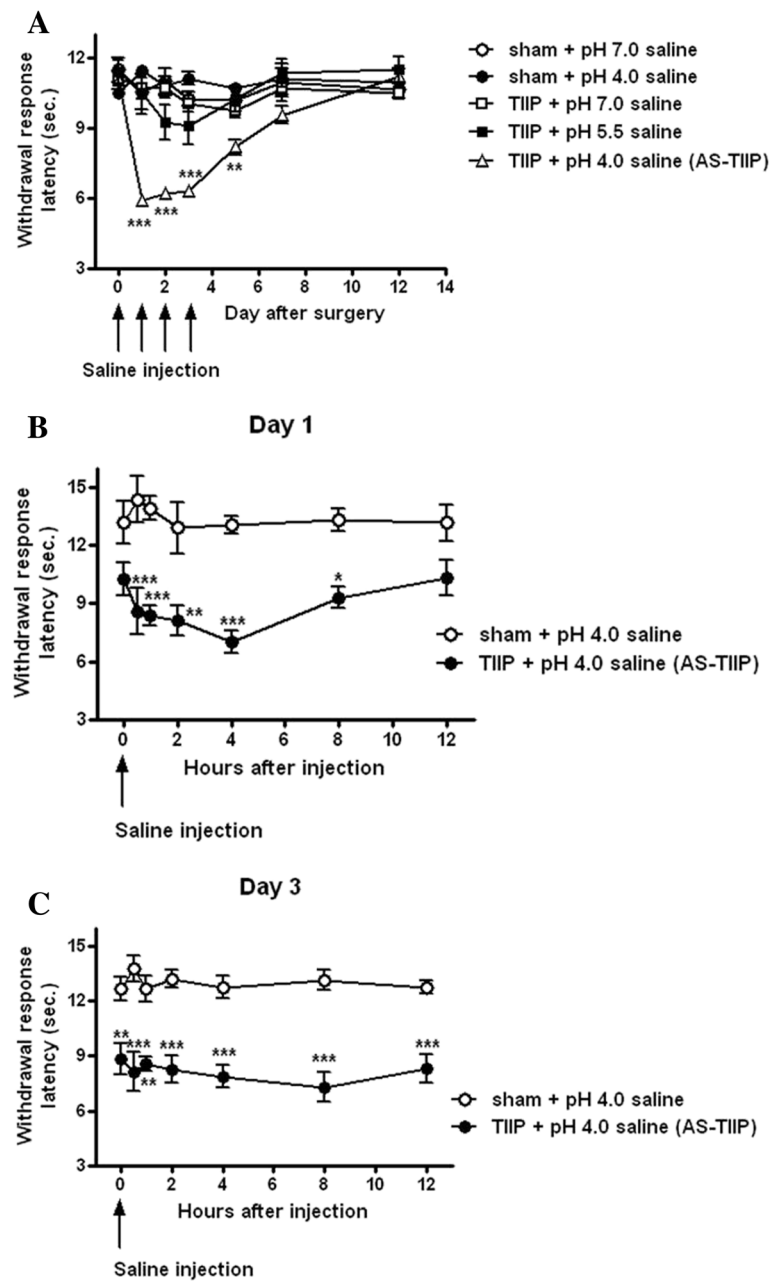 A
Withdrawal response
latency (sec.)
12
9
6
3
*** *** *** **
0 2 4 6 8 10 12 14
Day after surgery
Saline injection
sham + pH 7.0 saline
sham + pH 4.0 saline
TIIP + pH 7.0 saline
TIIP + pH 5.5 saline
TIIP + pH 4.0 saline (AS-TIIP)
B
Day 1
Withdrawal response
latency (sec.)
15
12
9
6
3
*** *** ** *** *
0 2 4 6 8 10 12
Hours after injection
Saline injection
sham + pH 4.0 saline
TIIP + pH 4.0 saline (AS-TIIP)
C
Day 3
Withdrawal response
latency (sec.)
15
12
9
6
3
** *** ** *** *** *** ***
0 2 4 6 8 10 12
Hours after injection
Saline injection
sham + pH 4.0 saline
TIIP + pH 4.0 saline (AS-TIIP)